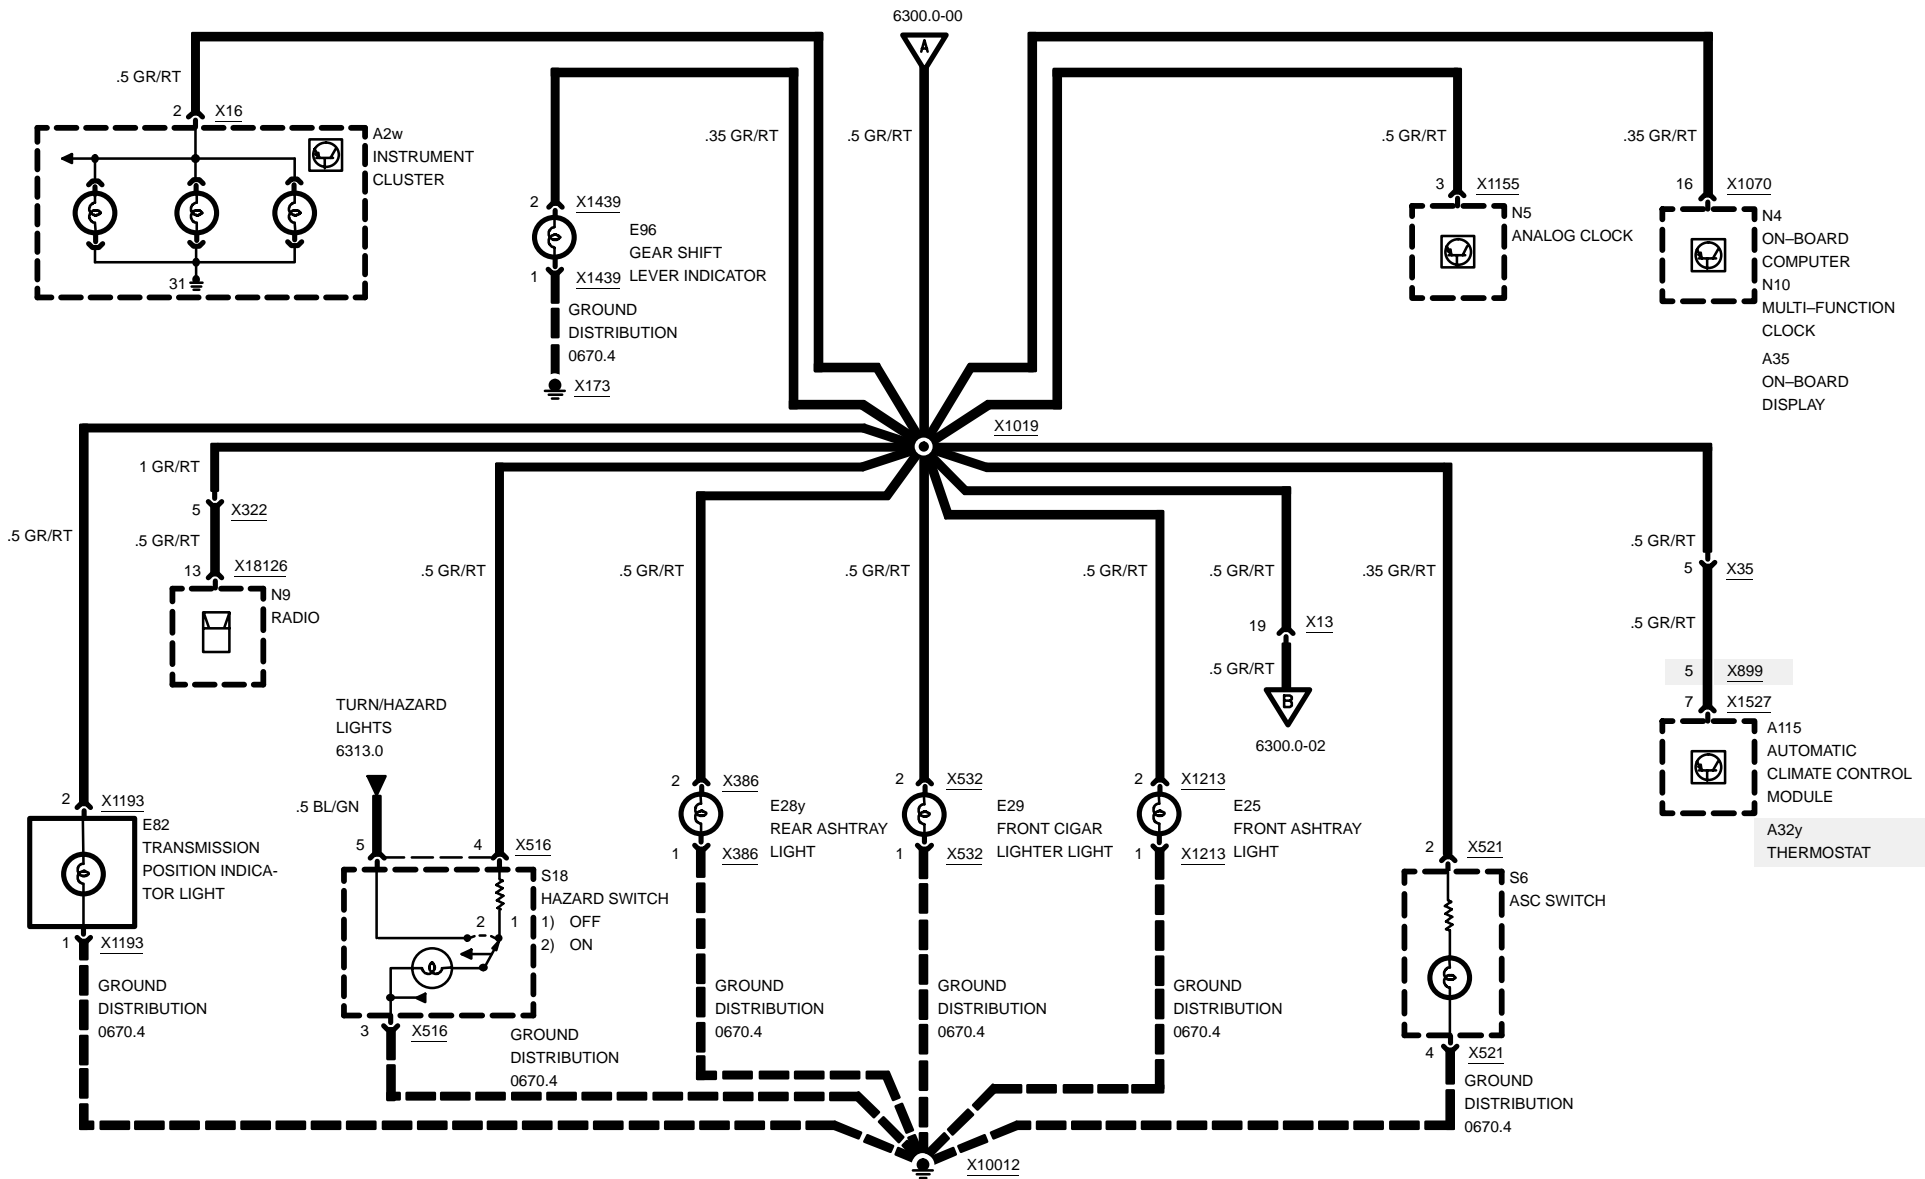 6300.0-00
A
.5 GR/RT
2 X16
A2w
INSTRUMENT
CLUSTER
31
.35 GR/RT
.5 GR/RT
2 X1439
E96
GEAR SHIFT
LEVER INDICATOR
1 X1439
GROUND
DISTRIBUTION
0670.4
X173
.5 GR/RT
3 X1155
N5
ANALOG CLOCK
.35 GR/RT
16 X1070
N4
ON–BOARD
COMPUTER
N10
MULTI–FUNCTION
CLOCK
A35
ON–BOARD
DISPLAY
X1019
1 GR/RT
5 X322
.5 GR/RT
.5 GR/RT
13 X18126
N9
RADIO
.5 GR/RT
.5 GR/RT
.5 GR/RT
.5 GR/RT
.5 GR/RT
.35 GR/RT
.5 GR/RT
5 X35
.5 GR/RT
19 X13
.5 GR/RT
B
6300.0-02
5 X899
7 X1527
A115
AUTOMATIC
CLIMATE CONTROL
MODULE
A32y
THERMOSTAT
TURN/HAZARD
LIGHTS
6313.0
.5 BL/GN
2 X1193
E82
TRANSMISSION
POSITION INDICA-
TOR LIGHT
1 X1193
GROUND
DISTRIBUTION
0670.4
5 4 X516
S18
HAZARD SWITCH
1) OFF
2) ON
2 1
3 X516
GROUND
DISTRIBUTION
0670.4
2 X386
E28y
REAR ASHTRAY
LIGHT
1 X386
GROUND
DISTRIBUTION
0670.4
2 X532
E29
FRONT CIGAR
LIGHTER LIGHT
1 X532
GROUND
DISTRIBUTION
0670.4
2 X1213
E25
FRONT ASHTRAY
LIGHT
1 X1213
GROUND
DISTRIBUTION
0670.4
2 X521
S6
ASC SWITCH
4 X521
GROUND
DISTRIBUTION
0670.4
X10012